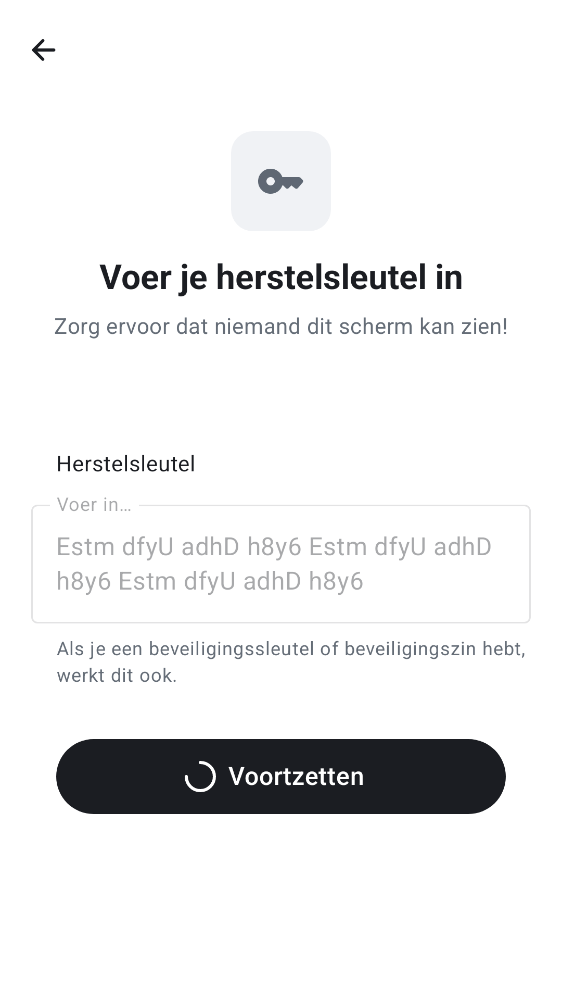 Voer je herstelsleutel in
Zorg ervoor dat niemand dit scherm kan zien!
Herstelsleutel
Voer in…
Estm dfyU adhD h8y6 Estm dfyU adhD
h8y6 Estm dfyU adhD h8y6
Als je een beveiligingssleutel of beveiligingszin hebt,
werkt dit ook.
Voortzetten